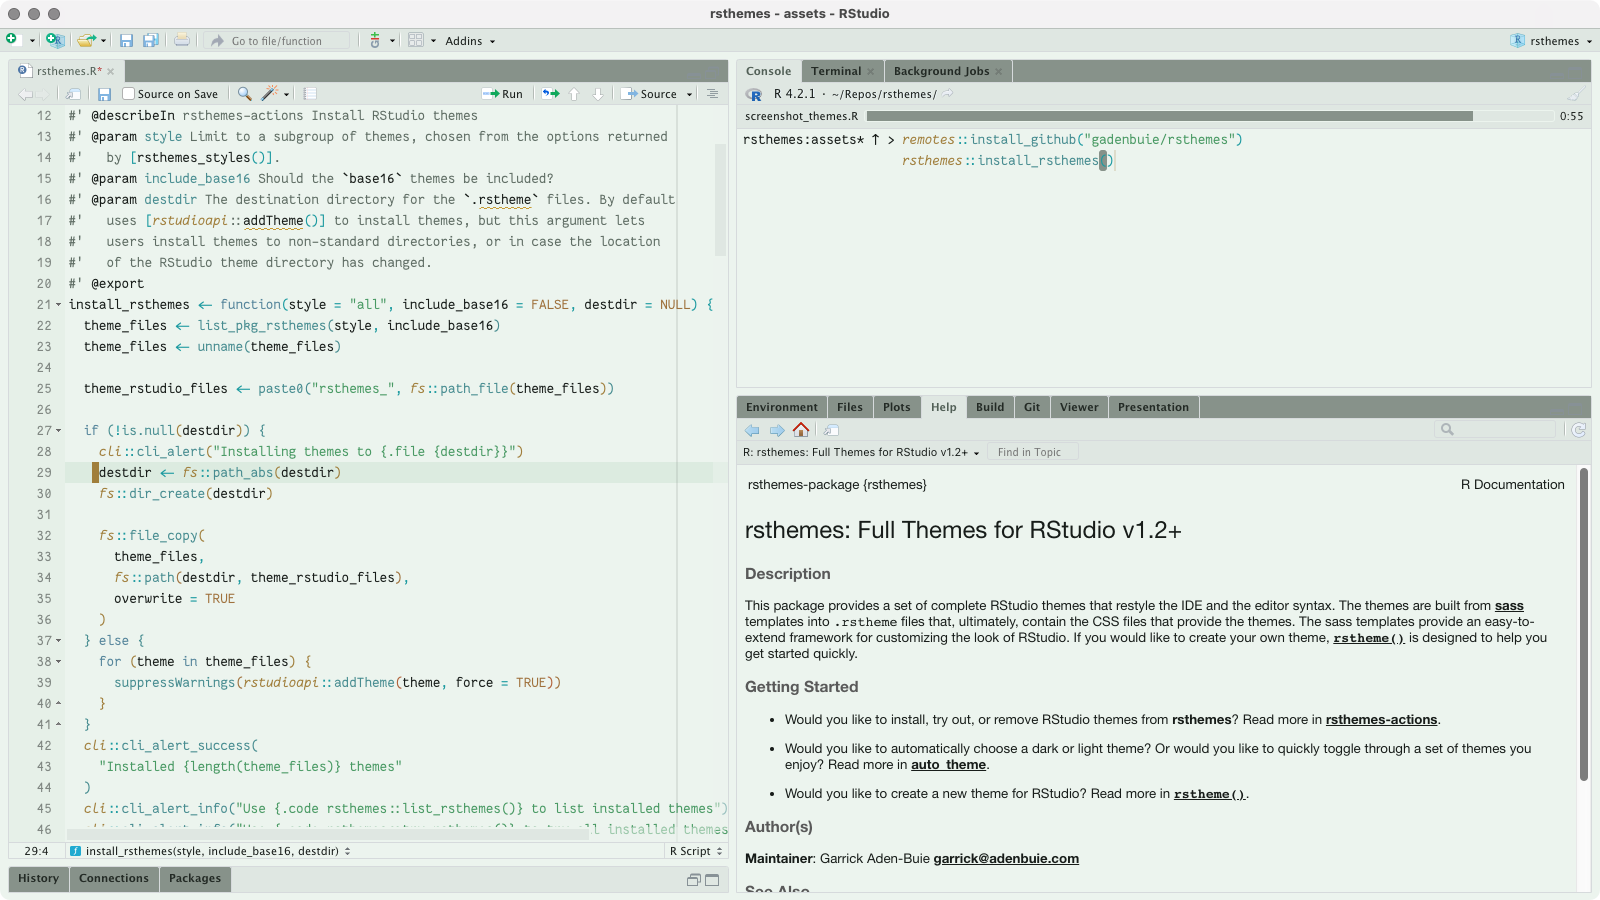 rsthemes - assets - RStudio
Go to file/function
Addins
rsthemes
rsthemes.R*
Source on Save
Run
Source
12 #' @describeIn rsthemes-actions Install RStudio themes
13 #' @param style Limit to a subgroup of themes, chosen from the options returned
14 #'   by [rsthemes_styles()].
15 #' @param include_base16 Should the `base16` themes be included?
16 #' @param destdir The destination directory for the `.rstheme` files. By default
17 #'   uses [rstudioapi::addTheme()] to install themes, but this argument lets
18 #'   users install themes to non-standard directories, or in case the location
19 #'   of the RStudio theme directory has changed.
20 #' @export
21 install_rsthemes <- function(style = "all", include_base16 = FALSE, destdir = NULL) {
22   theme_files <- list_pkg_rsthemes(style, include_base16)
23   theme_files <- unname(theme_files)
24
25   theme_rstudio_files <- paste0("rsthemes_", fs::path_file(theme_files))
26
27   if (!is.null(destdir)) {
28     cli::cli_alert("Installing themes to {.file {destdir}}")
29     destdir <- fs::path_abs(destdir)
30     fs::dir_create(destdir)
31
32     fs::file_copy(
33       theme_files,
34       fs::path(destdir, theme_rstudio_files),
35       overwrite = TRUE
36     )
37   } else {
38     for (theme in theme_files) {
39       suppressWarnings(rstudioapi::addTheme(theme, force = TRUE))
40     }
41   }
42   cli::cli_alert_success(
43     "Installed {length(theme_files)} themes"
44   )
45   cli::cli_alert_info("Use {.code rsthemes::list_rsthemes()} to list installed themes")
46
29:4 install_rsthemes(style, include_base16, destdir) R Script
History Connections Packages
Console Terminal Background Jobs
R 4.2.1 · ~/Repos/rsthemes/
screenshot_themes.R 0:55
rsthemes:assets* ↑ > remotes::install_github("gadenbuie/rsthemes")
rsthemes::install_rsthemes()
Environment Files Plots Help Build Git Viewer Presentation
R: rsthemes: Full Themes for RStudio v1.2+ Find in Topic
rsthemes-package {rsthemes} R Documentation
rsthemes: Full Themes for RStudio v1.2+
Description
This package provides a set of complete RStudio themes that restyle the IDE and the editor syntax. The themes are built from sass
templates into .rstheme files that, ultimately, contain the CSS files that provide the themes. The sass templates provide an easy-to-
extend framework for customizing the look of RStudio. If you would like to create your own theme, rstheme() is designed to help you
get started quickly.
Getting Started
• Would you like to install, try out, or remove RStudio themes from rsthemes? Read more in rsthemes-actions.
• Would you like to automatically choose a dark or light theme? Or would you like to quickly toggle through a set of themes you
enjoy? Read more in auto_theme.
• Would you like to create a new theme for RStudio? Read more in rstheme().
Author(s)
Maintainer: Garrick Aden-Buie garrick@adenbuie.com
See Also